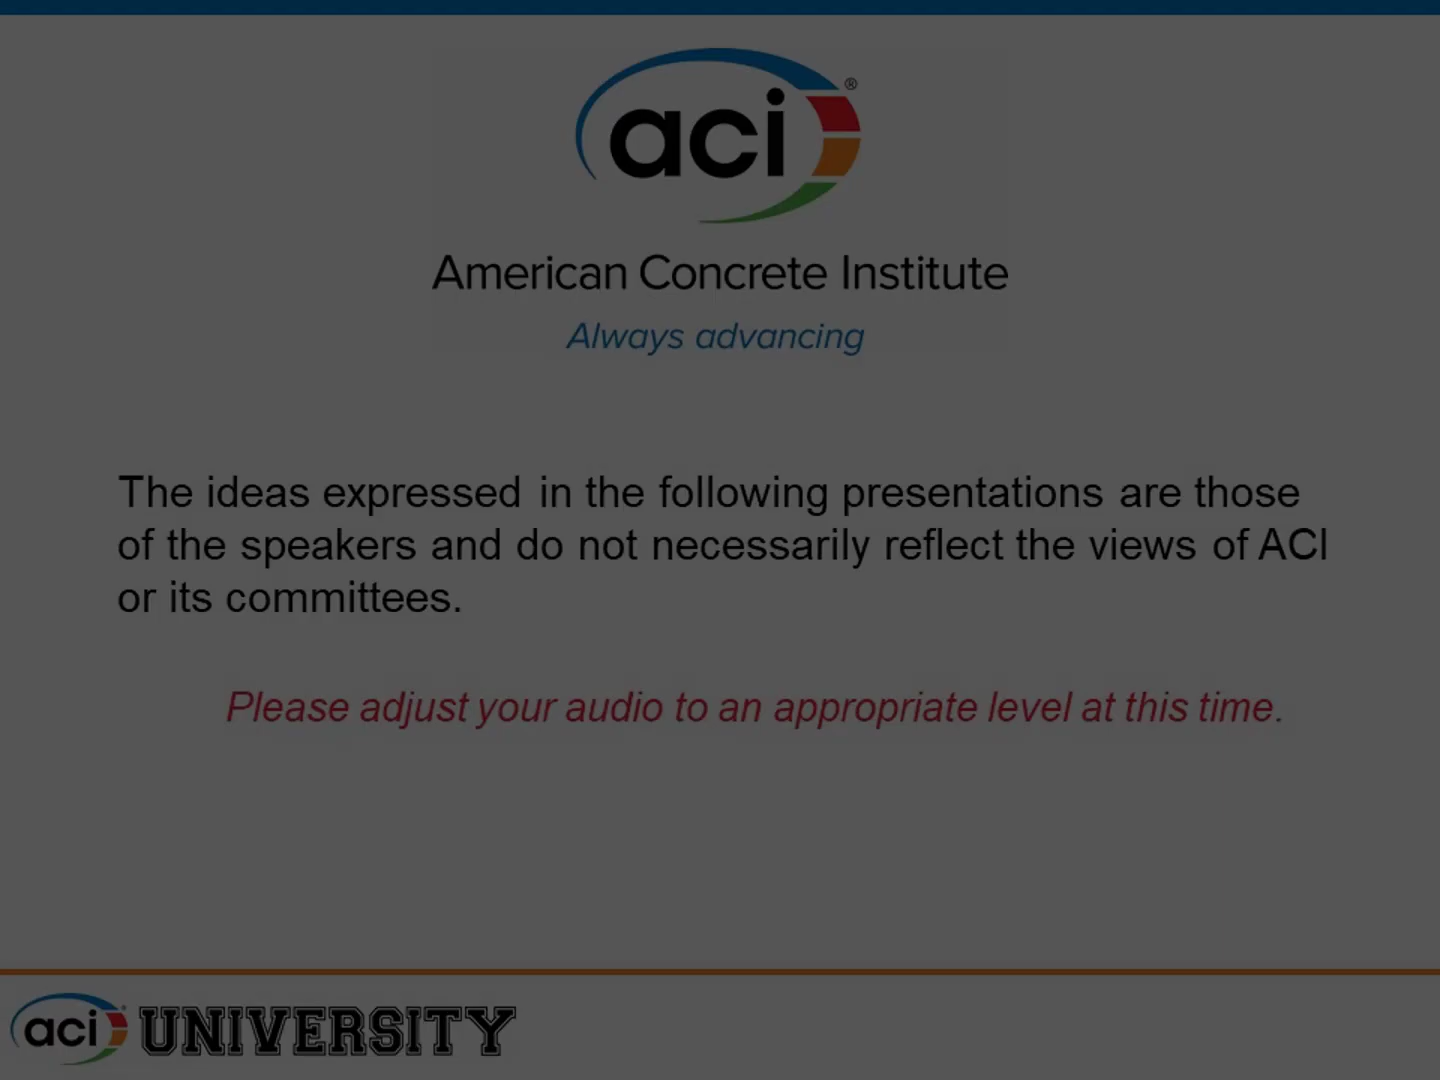 aci®
American Concrete Institute
Always advancing
The ideas expressed in the following presentations are those
of the speakers and do not necessarily reflect the views of ACI
or its committees.
Please adjust your audio to an appropriate level at this time.
aci UNIVERSITY